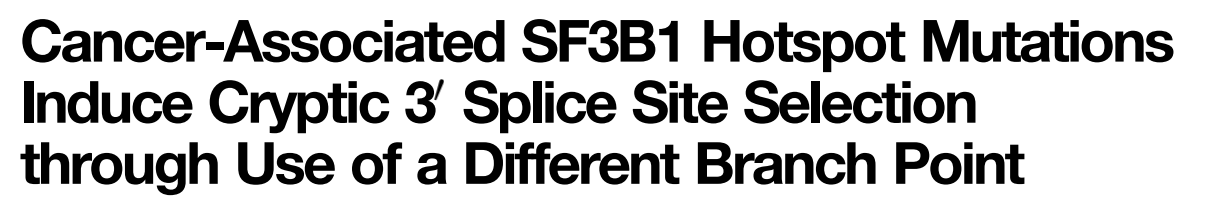 Cancer-Associated SF3B1 Hotspot Mutations
Induce Cryptic 3′ Splice Site Selection
through Use of a Different Branch Point